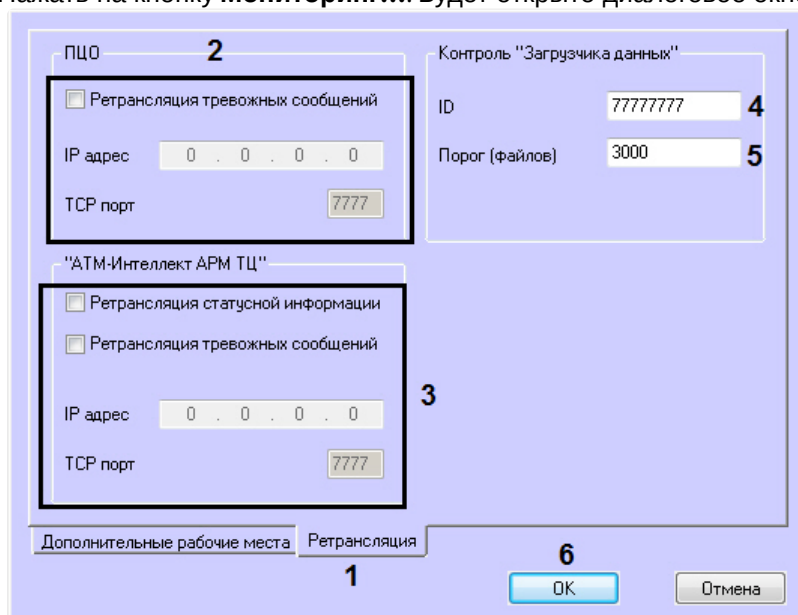 нажать на кнопку Мониторинг.... Будет открыто диалоговое окн
ПЦО
2
Ретрансляция тревожных сообщений
IP адрес 0 . 0 . 0 . 0
TCP порт 7777
Контроль "Загрузчика данных"
ID 77777777 4
Порог (файлов) 3000 5
"АТМ-Интеллект АРМ ТЦ"
Ретрансляция статусной информации
Ретрансляция тревожных сообщений
IP адрес 0 . 0 . 0 . 0
TCP порт 7777
3
Дополнительные рабочие места Ретрансляция
1
6
OK Отмена